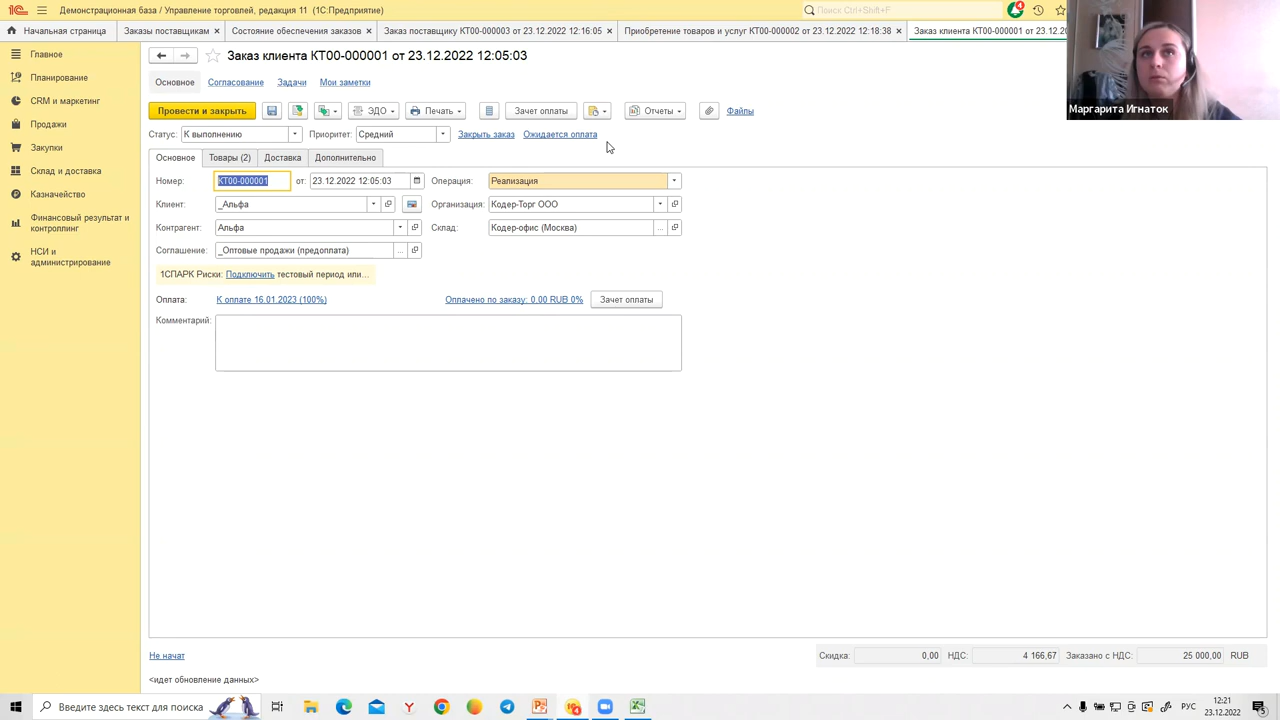 Демонстрационная база / Управление торговлей, редакция 11 (1С:Предприятие)
Поиск Ctrl+Shift+F
4
Начальная страница
Заказы поставщикам ×
Состояние обеспечения заказов ×
Заказ поставщику КТ00-000003 от 23.12.2022 12:16:05 ×
Приобретение товаров и услуг КТ00-000002 от 23.12.2022 12:18:38 ×
Заказ клиента КТ00-000001 от 23.12.20
Главное
Планирование
CRM и маркетинг
Продажи
Закупки
Склад и доставка
Казначейство
Финансовый результат и
контроллинг
НСИ и
администрирование
Маргарита Игнаток
Заказ клиента КТ00-000001 от 23.12.2022 12:05:03
Основное Согласование Задачи Мои заметки
Провести и закрыть ЭДО Печать Зачет оплаты Отчеты Файлы
Статус: К выполнению Приоритет: Средний Закрыть заказ Ожидается оплата
Основное Товары (2) Доставка Дополнительно
Номер: КТ00-000001 от: 23.12.2022 12:05:03 Операция: Реализация
Клиент: _Альфа Организация: Кодер-Торг ООО
Контрагент: Альфа Склад: Кодер-офис (Москва) ...
Соглашение: _Оптовые продажи (предоплата) ...
1СПАРК Риски: Подключить тестовый период или...
Оплата: К оплате 16.01.2023 (100%) Оплачено по заказу: 0,00 RUB 0% Зачет оплаты
Комментарий:
Не начат
Скидка: 0,00 НДС: 4 166,67 Заказано с НДС: 25 000,00 RUB
<идет обновление данных>
Введите здесь текст для поиска
РУС
12:21
23.12.2022